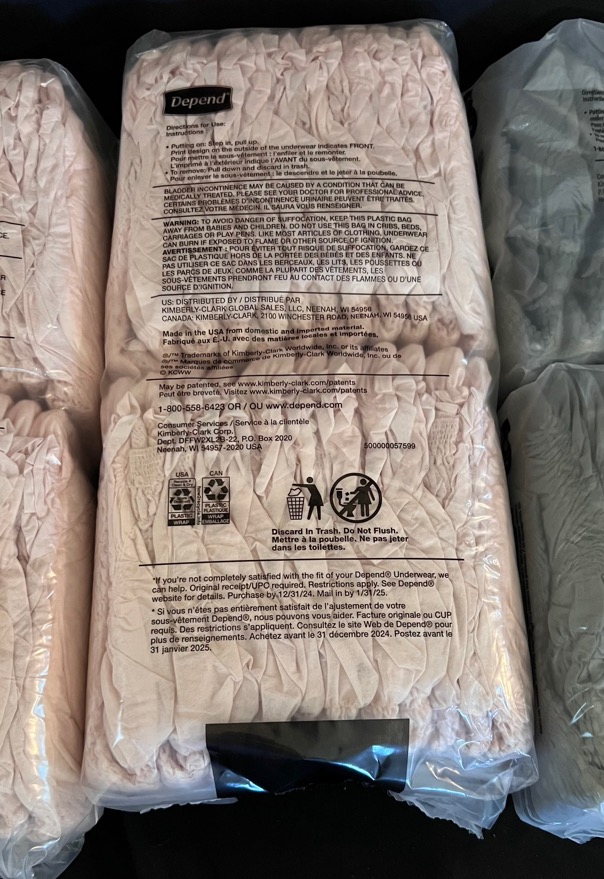 Depend®
Directions for Use:
Instructions
• Putting on: Step in, pull up.
Print design on the outside of the underwear indicates FRONT.
Pour mettre le sous-vêtement : l'enfiler et le remonter.
L'imprimé à l'extérieur indique l'AVANT du sous-vêtement.
• To remove: Pull down and discard in trash.
Pour enlever le sous-vêtement : le descendre et le jeter à la poubelle.
BLADDER INCONTINENCE MAY BE CAUSED BY A CONDITION THAT CAN BE
MEDICALLY TREATED. PLEASE SEE YOUR DOCTOR FOR PROFESSIONAL ADVICE.
CERTAINS PROBLÈMES D'INCONTINENCE URINAIRE PEUVENT ÊTRE TRAITÉS.
CONSULTEZ VOTRE MÉDECIN, IL SAURA VOUS RENSEIGNER.
WARNING: TO AVOID DANGER OF SUFFOCATION, KEEP THIS PLASTIC BAG
AWAY FROM BABIES AND CHILDREN. DO NOT USE THIS BAG IN CRIBS, BEDS,
CARRIAGES OR PLAY PENS. LIKE MOST ARTICLES OF CLOTHING, UNDERWEAR
CAN BURN IF EXPOSED TO FLAME OR OTHER SOURCE OF IGNITION.
AVERTISSEMENT : POUR ÉVITER TOUT RISQUE DE SUFFOCATION, GARDEZ CE
SAC DE PLASTIQUE HORS DE LA PORTÉE DES BÉBÉS ET DES ENFANTS. NE
PAS UTILISER CE SAC DANS LES BERCEAUX, LES LITS, LES POUSSETTES OU
LES PARCS DE JEUX. COMME LA PLUPART DES VÊTEMENTS, LES
SOUS-VÊTEMENTS PRENDRONT FEU AU CONTACT DES FLAMMES OU D'UNE
SOURCE D'IGNITION.
US: DISTRIBUTED BY / DISTRIBUÉ PAR
KIMBERLY-CLARK GLOBAL SALES, LLC, NEENAH, WI 54956
CANADA: KIMBERLY-CLARK, 2100 WINCHESTER ROAD, NEENAH, WI 54956 USA
Made in the USA from domestic and imported material.
Fabriqué aux É.-U. avec des matières locales et importées.
®/™ Trademarks of Kimberly-Clark Worldwide, Inc. or its affiliates
®/™ Marques de commerce de Kimberly-Clark Worldwide, Inc. ou de
ses sociétés affiliées
© KCWW
May be patented, see www.kimberly-clark.com/patents
Peut être breveté. Visitez www.kimberly-clark.com/patents
1-800-558-6423 OR / OU www.depend.com
Consumer Services / Service à la clientèle
Kimberly-Clark Corp.
Dept. DFFW2XL2B-22, P.O. Box 2020
Neenah, WI 54957-2020 USA
500000057599
USA
CAN
Recycle if
Clean & Dry
PLASTIC
WRAP
PLASTIC
PLASTIQUE
WRAP
EMBALLAGE
Discard In Trash. Do Not Flush.
Mettre à la poubelle. Ne pas jeter
dans les toilettes.
*If you're not completely satisfied with the fit of your Depend® Underwear, we
can help. Original receipt/UPC required. Restrictions apply. See Depend®
website for details. Purchase by 12/31/24. Mail in by 1/31/25.
* Si vous n'êtes pas entièrement satisfait de l'ajustement de votre
sous-vêtement Depend®, nous pouvons vous aider. Facture originale ou CUP
requis. Des restrictions s'appliquent. Consultez le site Web de Depend® pour
plus de renseignements. Achetez avant le 31 décembre 2024. Postez avant le
31 janvier 2025.